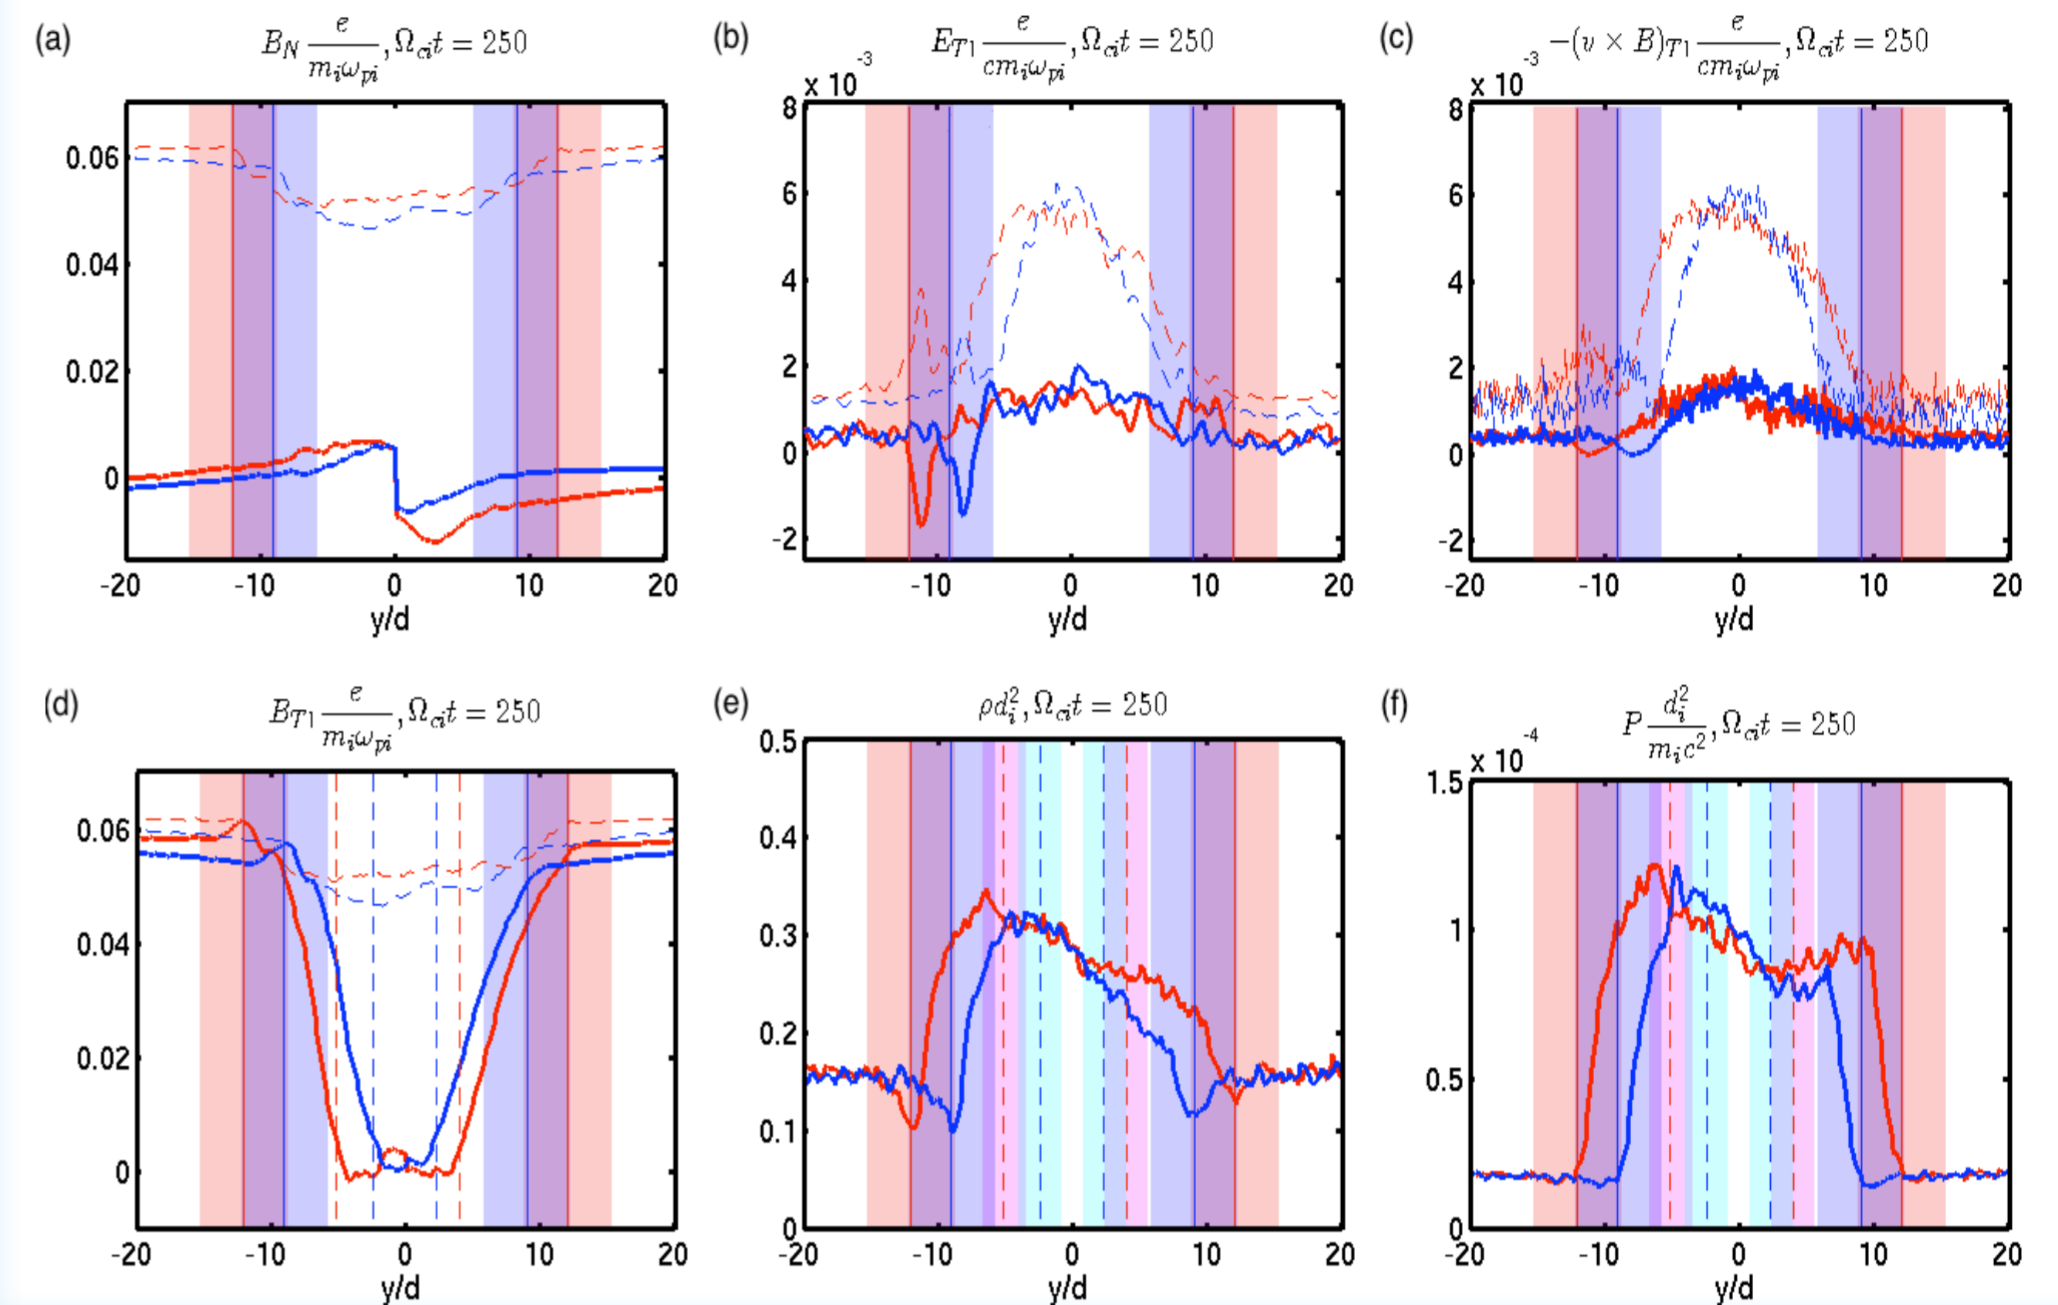 (a) B_N e/(m_i ω_pi), Ω_ci t = 250
0.06
0.04
0.02
0
-20 -10 0 10 20
y/d
(b) E_T1 e/(c m_i ω_pi), Ω_ci t = 250
x 10^-3
8
6
4
2
0
-2
-10 0 10 20
y/d
(c) -(v × B)_T1 e/(c m_i ω_pi), Ω_ci t = 250
x 10^-3
8
6
4
2
0
-2
-20 -10 0 10 20
y/d
(d) B_T1 e/(m_i ω_pi), Ω_ci t = 250
0.06
0.04
0.02
0
-20 -10 0 10 20
y/d
(e) ρd_i^2, Ω_ci t = 250
0.5
0.4
0.3
0.2
0.1
0
-20 -10 0 10 20
y/d
(f) P d_i^2/(m_i c^2), Ω_ci t = 250
x 10^-4
1.5
1
0.5
0
-20 -10 0 10 20
y/d